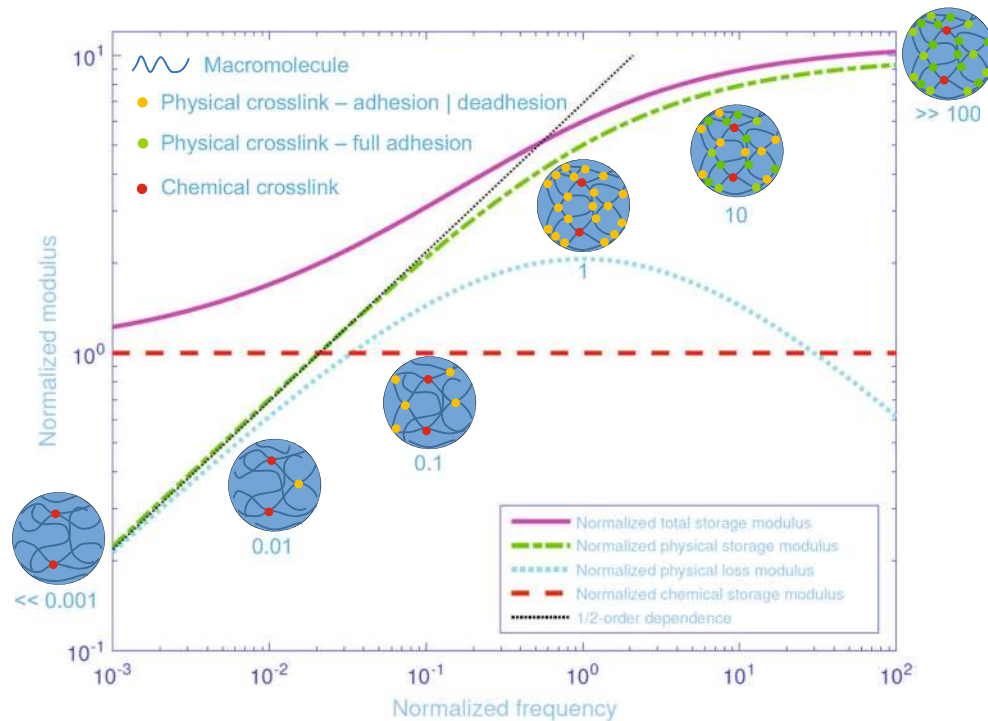 Macromolecule
Physical crosslink – adhesion | deadhesion
Physical crosslink – full adhesion
Chemical crosslink
>> 100
10
1
0.1
0.01
<< 0.001
Normalized modulus
10^1
10^0
10^-1
Normalized total storage modulus
Normalized physical storage modulus
Normalized physical loss modulus
Normalized chemical storage modulus
1/2-order dependence
10^-3
10^-2
10^-1
10^0
10^1
10^2
Normalized frequency